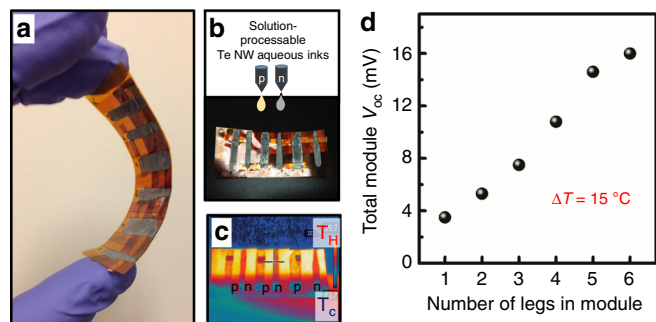 a
b
Solution-
processable
Te NW aqueous inks
p n
c
T_H
p n p n p n
T_c
d
Total module V_oc (mV)
16
12
8
4
0
1 2 3 4 5 6
ΔT = 15 °C
Number of legs in module